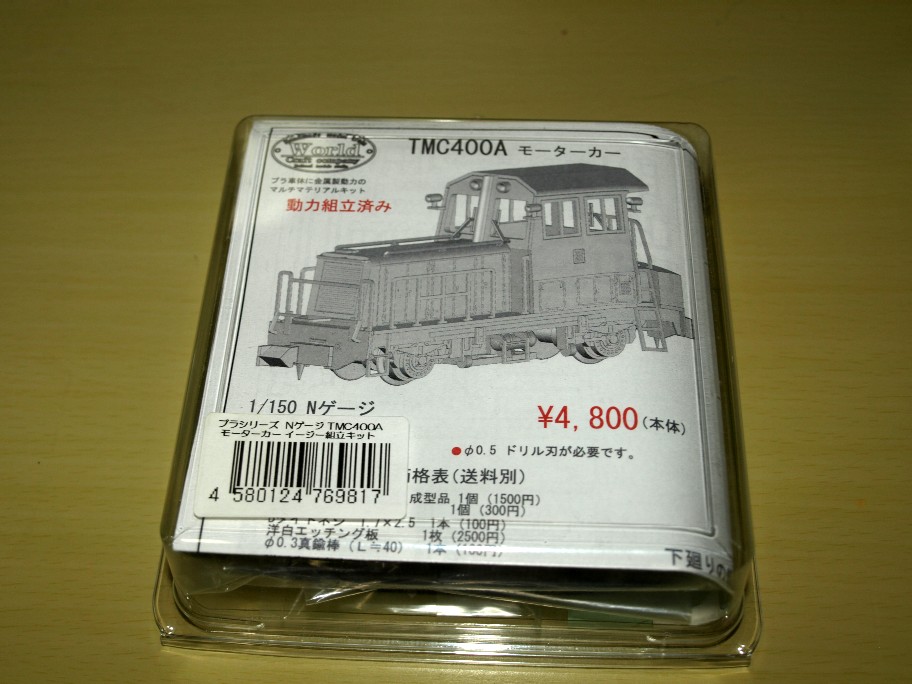 World
Craft company
TMC400A モーターカー
プラ車体に金属製動力の
マルチマテリアルキット
動力組立済み
1/150 Nゲージ
¥4,800(本体)
●φ0.5 ドリル刃が必要です。
プラシリーズ Nゲージ TMC400A
モーターカー イージー組立キット
4 580124 769817
価格表(送料別)
成型品 1個 (1500円)
1個 (300円)
1.7×2.5 1本 (100円)
洋白エッチング板 1枚 (2500円)
φ0.3真鍮棒 (L≒40) 1本
下廻りの